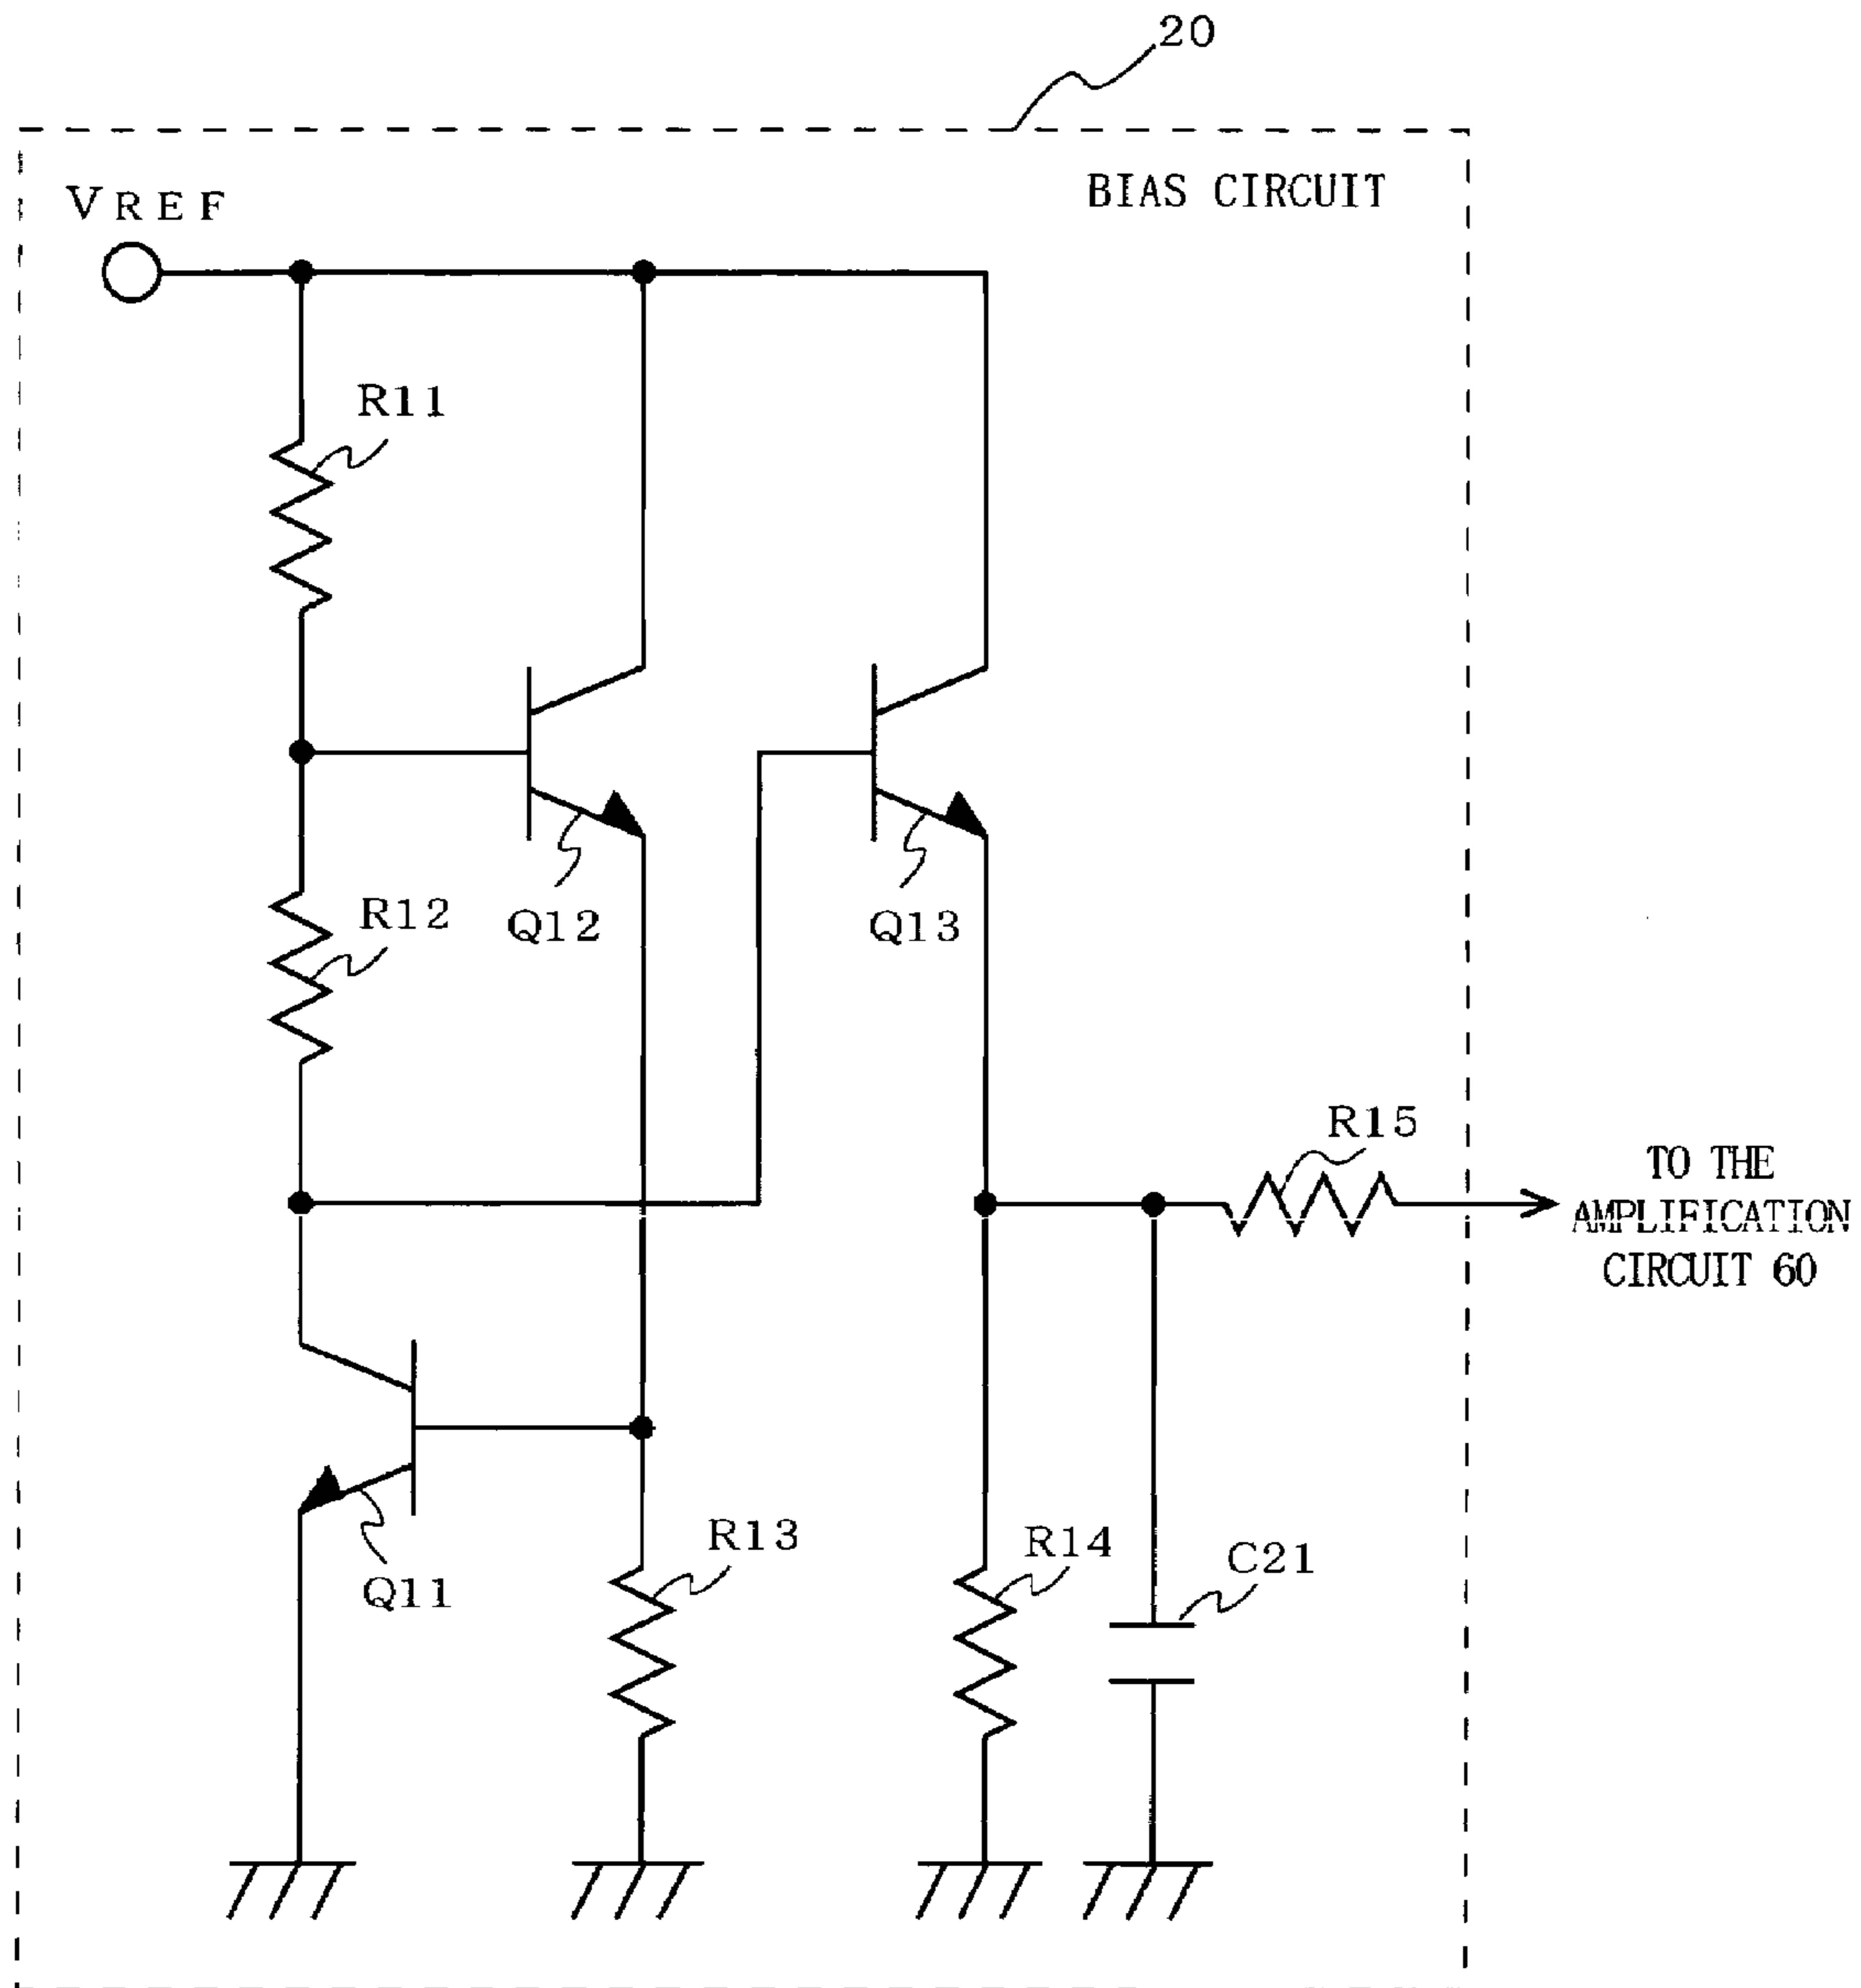 20
BIAS CIRCUIT
VREF
R11
R12
Q12
Q13
R15
TO THE
AMPLIFICATION
CIRCUIT 60
R13
R14
C21
Q11